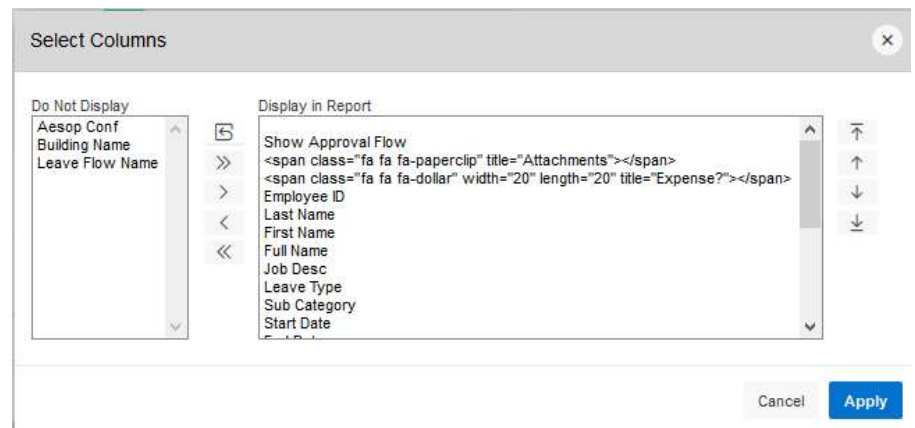 Select Columns
Do Not Display
Aesop Conf
Building Name
Leave Flow Name
Display in Report
Show Approval Flow
<span class="fa fa fa-paperclip" title="Attachments"></span>
<span class="fa fa fa-dollar" width="20" length="20" title="Expense?"></span>
Employee ID
Last Name
First Name
Full Name
Job Desc
Leave Type
Sub Category
Start Date
Cancel
Apply